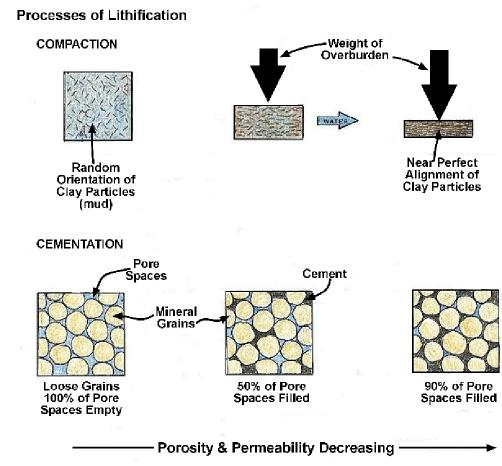 Processes of Lithification
COMPACTION
Weight of
Overburden
WATER
Random
Orientation of
Clay Particles
(mud)
Near Perfect
Alignment of
Clay Particles
CEMENTATION
Pore
Spaces
Cement
Mineral
Grains
Loose Grains
100% of Pore
Spaces Empty
50% of Pore
Spaces Filled
90% of Pore
Spaces Filled
Porosity & Permeability Decreasing